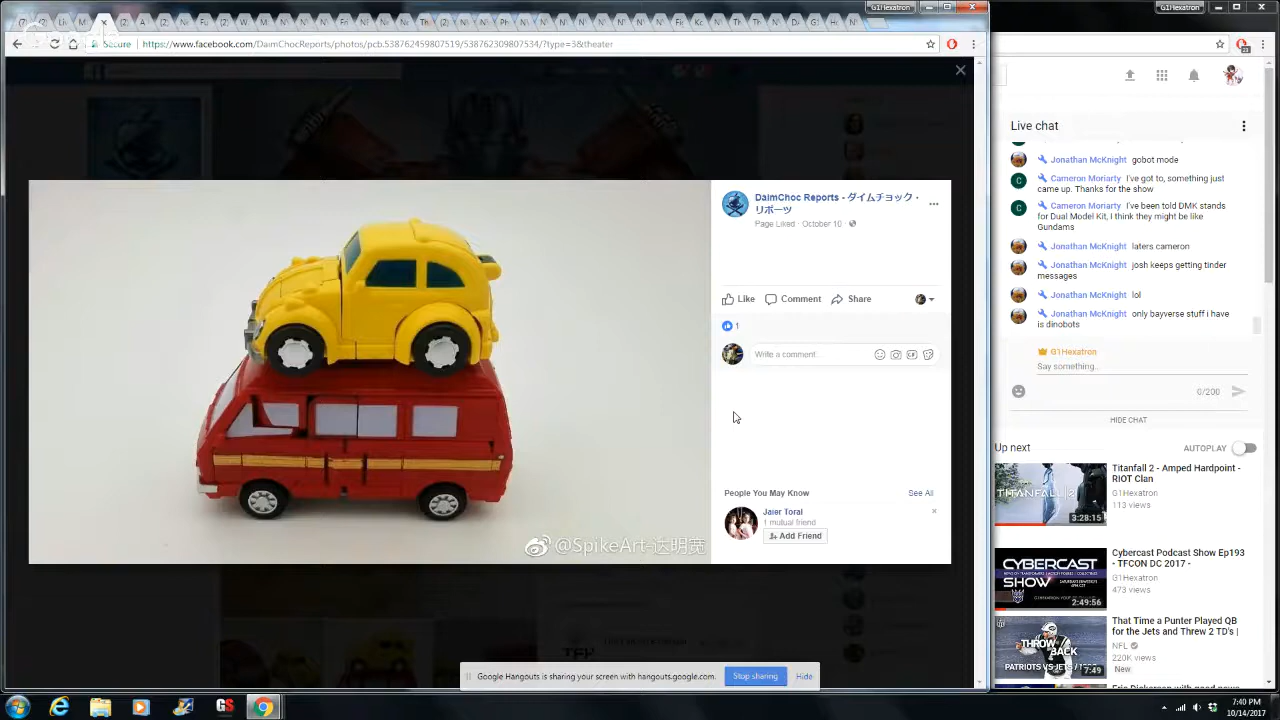 G1Hexatron
G1Hexatron
Secure
https://www.facebook.com/DaimChocReports/photos/pcb.538762459807519/538762309807534/?type=3&theater
DaimChoc Reports - ダイムチョック・
リポーツ
Page Liked · October 10 ·
Like
Comment
Share
1
Write a comment...
People You May Know
See All
Jaier Toral
1 mutual friend
Add Friend
@SpikeArt-达明宽
Google Hangouts is sharing your screen with hangouts.google.com.
Stop sharing
Hide
Live chat
Jonathan McKnight gobot mode
Cameron Moriarty I've got to, something just
came up. Thanks for the show
Cameron Moriarty I've been told DMK stands
for Dual Model Kit, I think they might be like
Gundams
Jonathan McKnight laters cameron
Jonathan McKnight josh keeps getting tinder
messages
Jonathan McKnight lol
Jonathan McKnight only bayverse stuff i have
is dinobots
G1Hexatron
Say something...
0/200
HIDE CHAT
Up next
AUTOPLAY
TITANFALL 2
3:28:15
Titanfall 2 - Amped Hardpoint -
RIOT Clan
G1Hexatron
113 views
CYBERCAST
SHOW
2:49:56
Cybercast Podcast Show Ep193
- TFCON DC 2017 -
G1Hexatron
473 views
THROW
BACK
PATRIOTS VS JETS /
7:49
That Time a Punter Played QB
for the Jets and Threw 2 TD's |
NFL
220K views
New
7:40 PM
10/14/2017